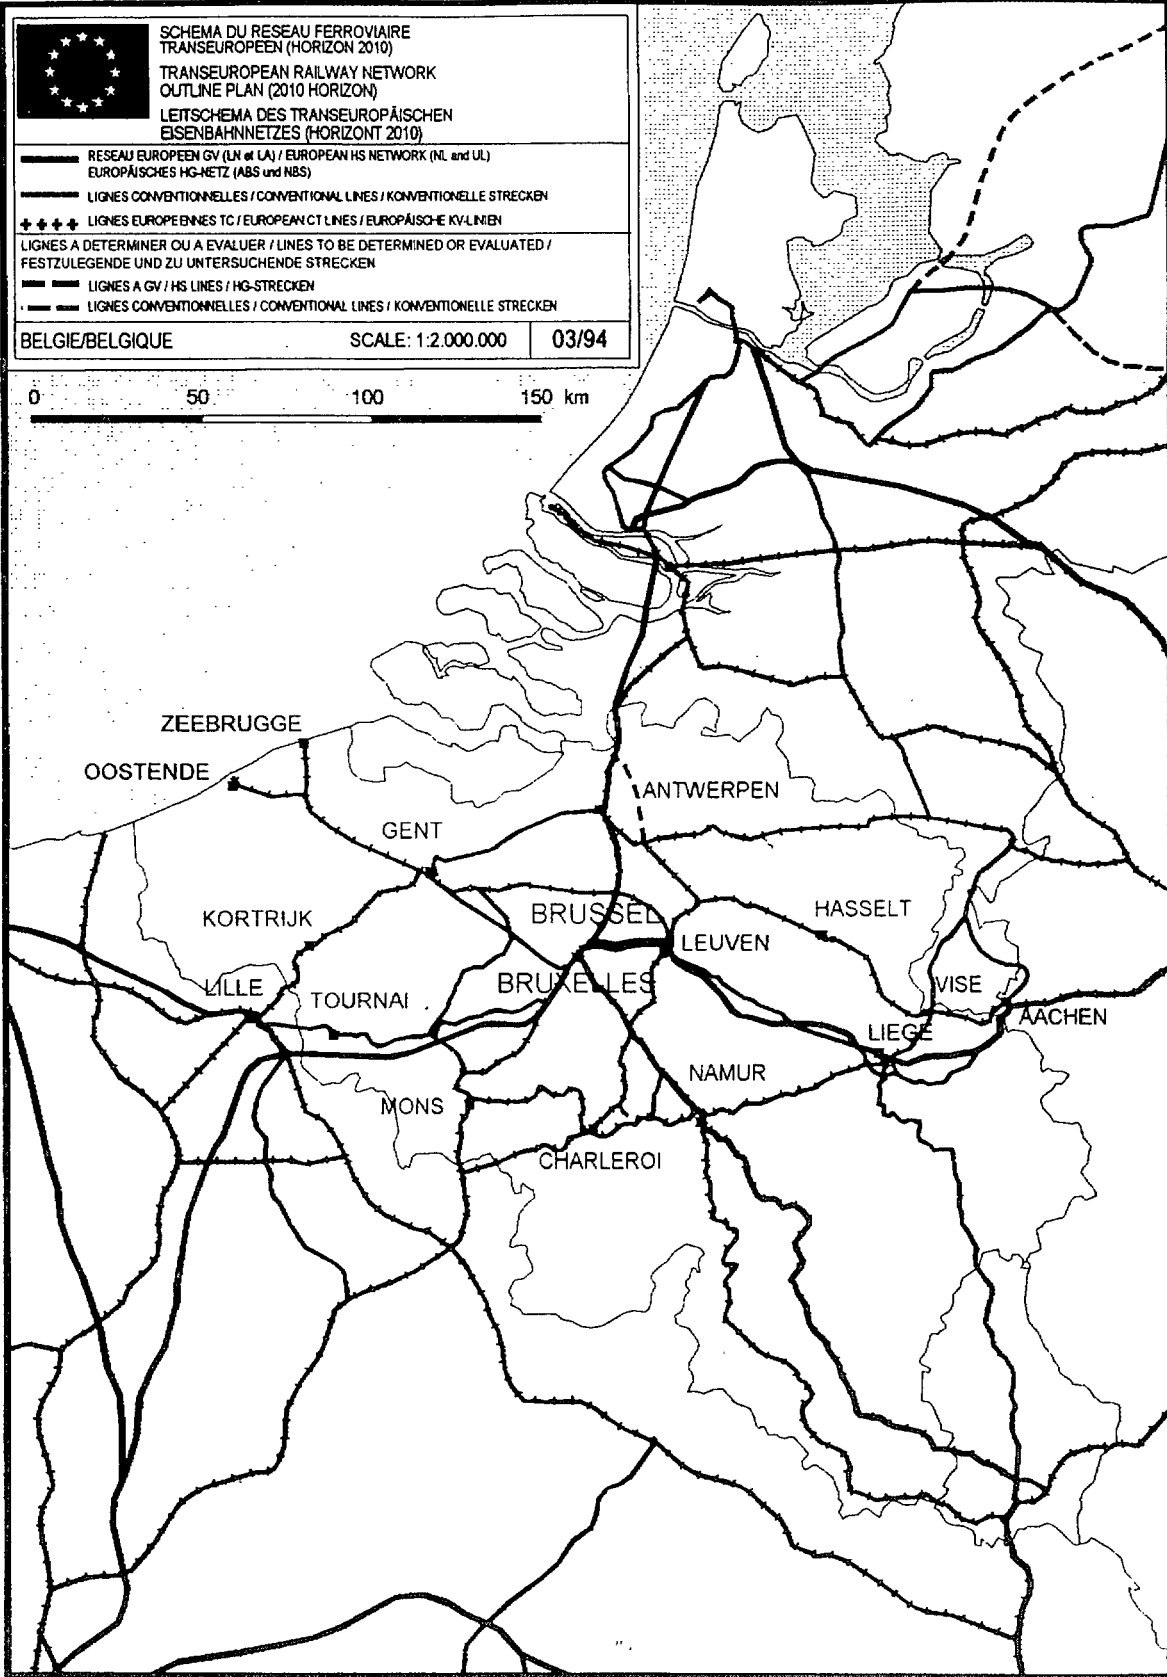 SCHEMA DU RESEAU FERROVIAIRE
TRANSEUROPEEN (HORIZON 2010)
TRANSEUROPEAN RAILWAY NETWORK
OUTLINE PLAN (2010 HORIZON)
LEITSCHEMA DES TRANSEUROPÄISCHEN
EISENBAHNNETZES (HORIZONT 2010)
RESEAU EUROPEEN GV (LN et LA) / EUROPEAN HS NETWORK (NL and UL)
EUROPÄISCHES HG-NETZ (ABS und NBS)
LIGNES CONVENTIONNELLES / CONVENTIONAL LINES / KONVENTIONELLE STRECKEN
LIGNES EUROPEENNES TC / EUROPEAN CT LINES / EUROPÄISCHE KV-LINIEN
LIGNES A DETERMINER OU A EVALUER / LINES TO BE DETERMINED OR EVALUATED /
FESTZULEGENDE UND ZU UNTERSUCHENDE STRECKEN
LIGNES A GV / HS LINES / HG-STRECKEN
LIGNES CONVENTIONNELLES / CONVENTIONAL LINES / KONVENTIONELLE STRECKEN
BELGIE/BELGIQUE SCALE: 1:2.000.000 03/94
0 50 100 150 km
ZEEBRUGGE
OOSTENDE
ANTWERPEN
GENT
KORTRIJK
BRUSSEL
HASSELT
LEUVEN
LILLE
TOURNAI
BRUXELLES
VISE
AACHEN
LIEGE
NAMUR
MONS
CHARLEROI